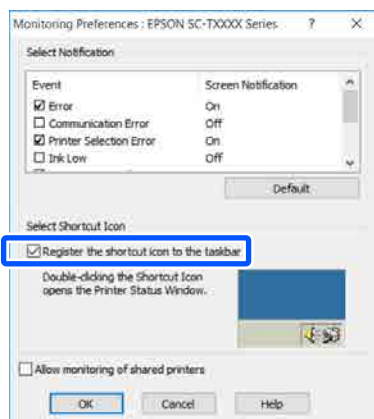 Monitoring Preferences : EPSON SC-TXXXX Series ? ×
Select Notification
Event Screen Notification
Error On
Communication Error Off
Printer Selection Error On
Ink Low Off
Default
Select Shortcut Icon
Register the shortcut icon to the taskbar
Double-clicking the Shortcut Icon
opens the Printer Status Window.
Allow monitoring of shared printers
OK Cancel Help